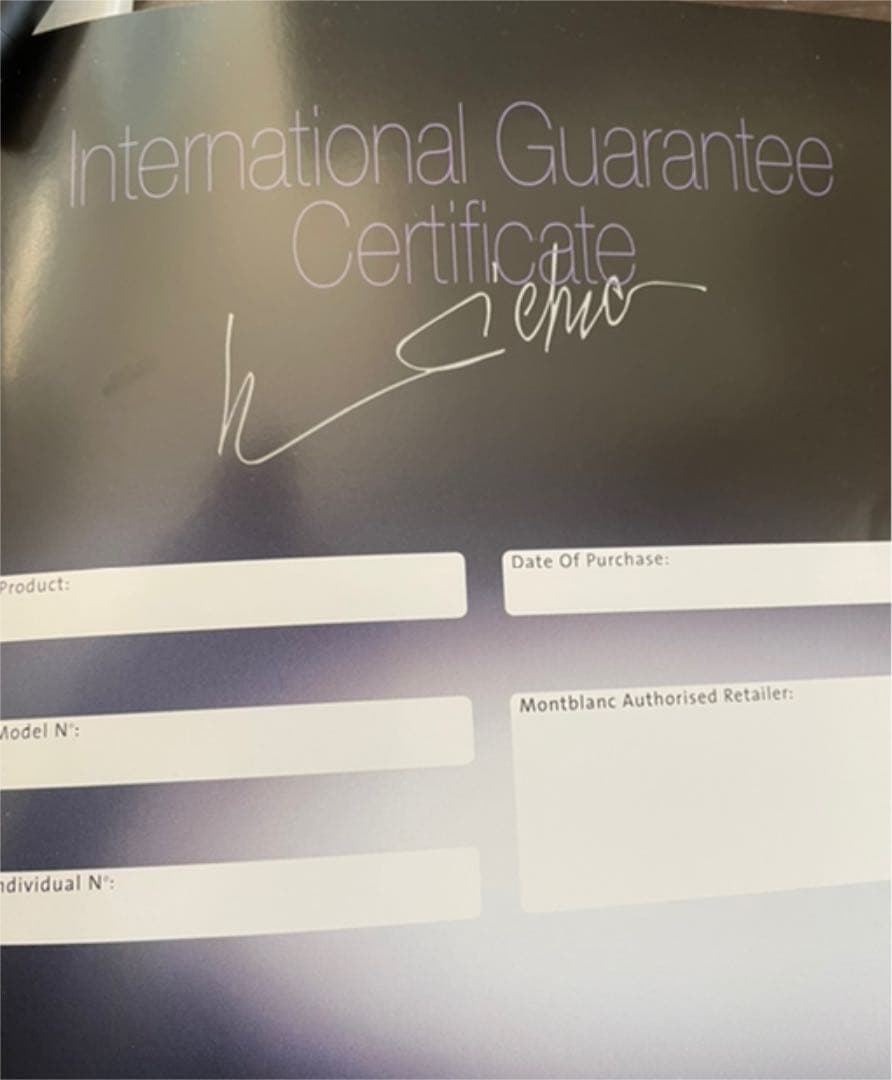 International Guarantee
Certificate
Product:
Date Of Purchase:
Model N°:
Montblanc Authorised Retailer:
ndividual N°: